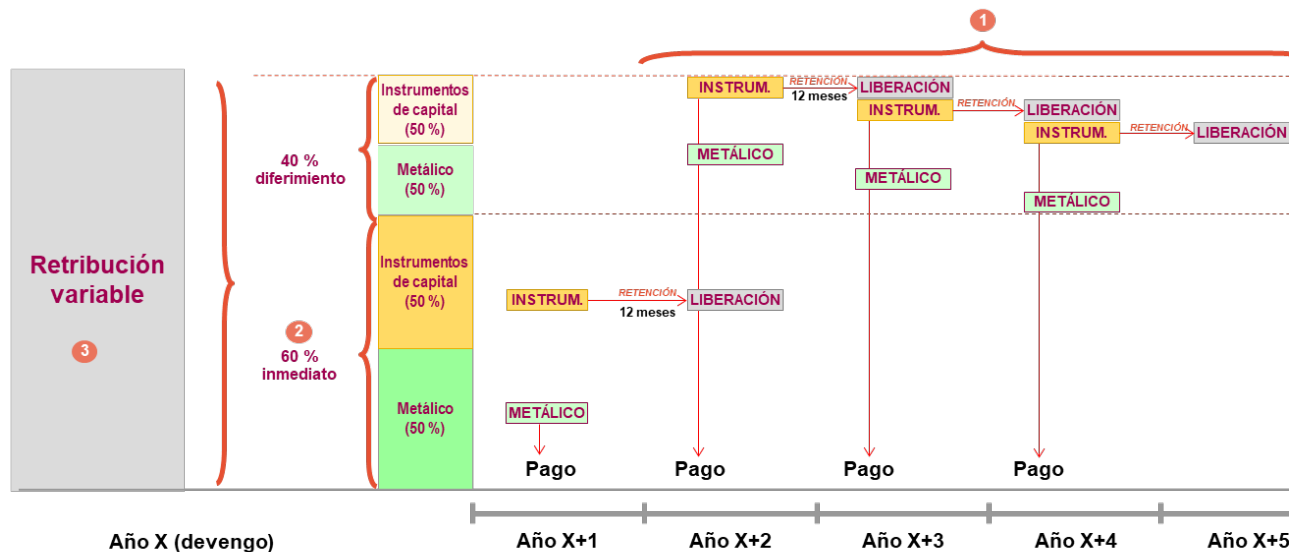 1
Instrumentos
de capital
(50 %)
INSTRUM.
RETENCIÓN
12 meses
LIBERACIÓN
INSTRUM.
RETENCIÓN
LIBERACIÓN
INSTRUM.
RETENCIÓN
LIBERACIÓN
40 %
diferimiento
Metálico
(50 %)
METÁLICO
METÁLICO
METÁLICO
Retribución
variable
3
2
60 %
inmediato
Instrumentos
de capital
(50 %)
INSTRUM.
RETENCIÓN
12 meses
LIBERACIÓN
Metálico
(50 %)
METÁLICO
Pago
Pago
Pago
Pago
Año X (devengo)
Año X+1
Año X+2
Año X+3
Año X+4
Año X+5